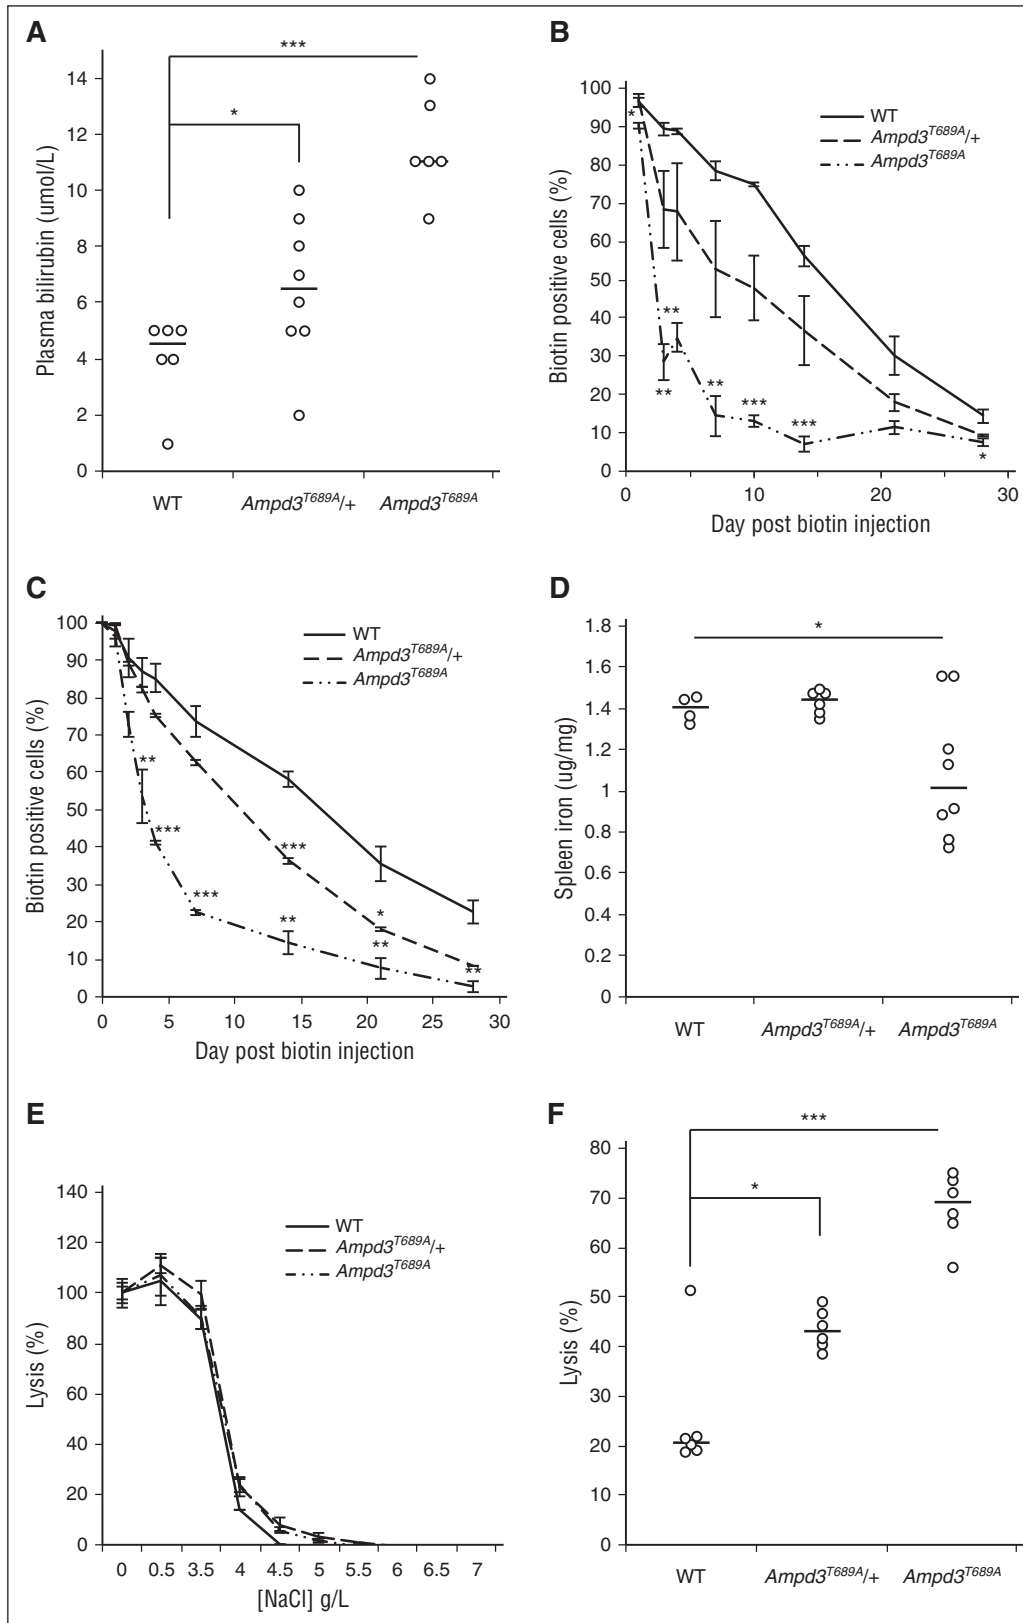 A
***
*
Plasma bilirubin (umol/L)
14
12
10
8
6
4
2
0
WT
Ampd3T689A/+
Ampd3T689A
B
100
90
80
70
60
50
40
30
20
10
0
Biotin positive cells (%)
WT
Ampd3T689A/+
Ampd3T689A
*
**
**
**
***
***
*
0
10
20
30
Day post biotin injection
C
100
90
80
70
60
50
40
30
20
10
0
Biotin positive cells (%)
WT
Ampd3T689A/+
Ampd3T689A
**
***
***
***
**
*
**
**
0
5
10
15
20
25
30
Day post biotin injection
D
1.8
1.6
1.4
1.2
1
0.8
0.6
0.4
0.2
0
Spleen iron (ug/mg)
*
WT
Ampd3T689A/+
Ampd3T689A
E
140
120
100
80
60
40
20
0
Lysis (%)
WT
Ampd3T689A/+
Ampd3T689A
0
0.5
3.5
4
4.5
5
5.5
6
6.5
7
[NaCl] g/L
F
***
*
80
70
60
50
40
30
20
10
0
Lysis (%)
WT
Ampd3T689A/+
Ampd3T689A